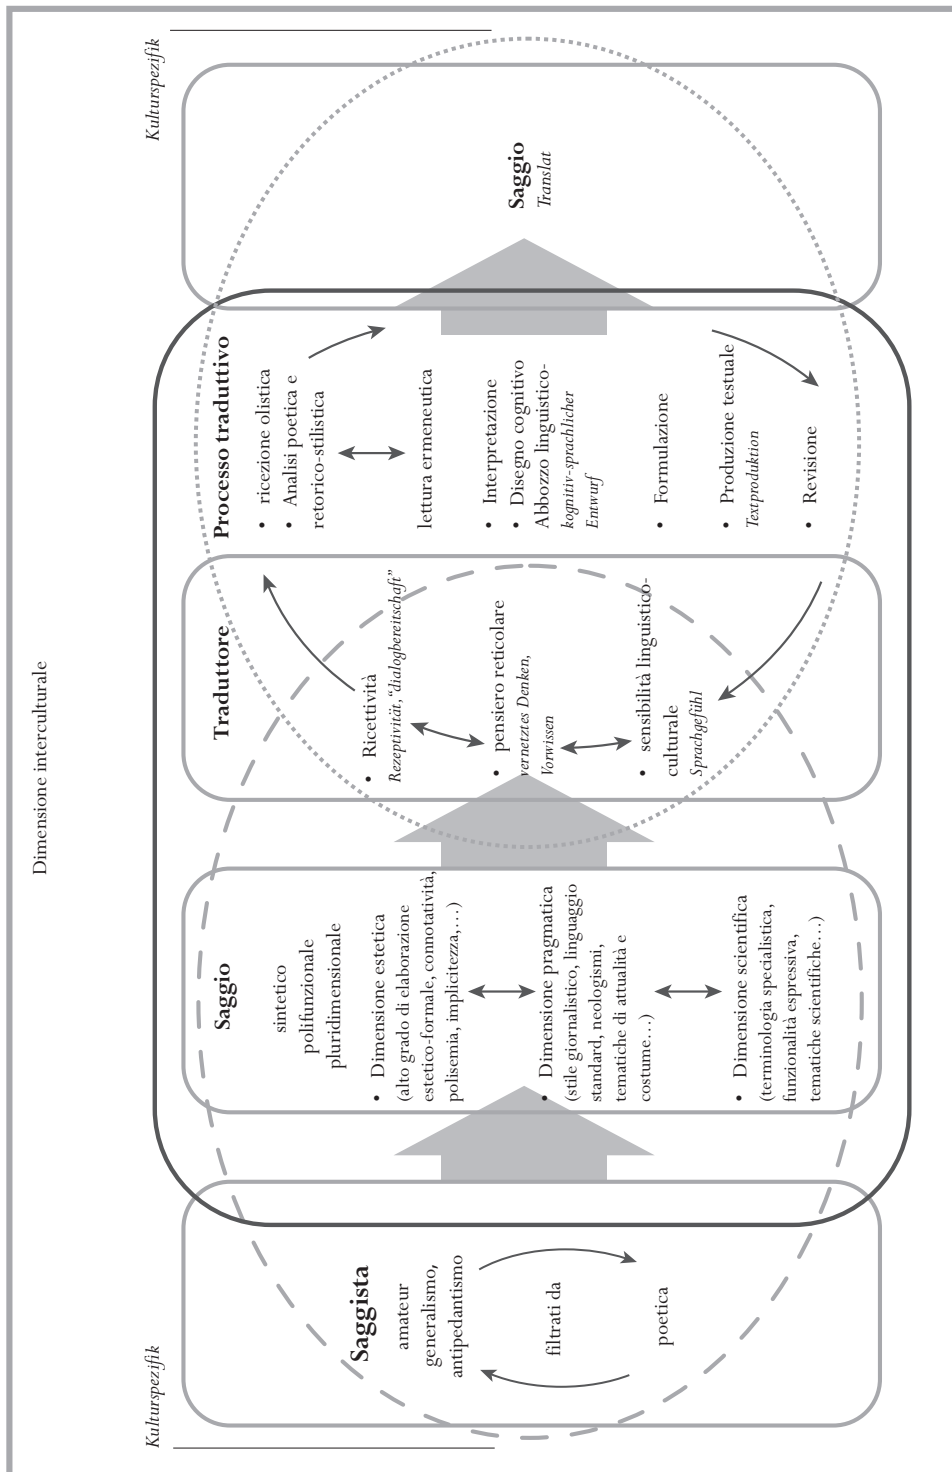 Dimensione interculturale
Kulturspezifik
Kulturspezifik
Saggista
amateur
generalismo,
antipedantismo
filtrati da
poetica
Saggio
sintetico
polifunzionale
pluridimensionale
• Dimensione estetica
(alto grado di elaborazione
estetico-formale, connotatività,
polisemia, implicitezza,…)
• Dimensione pragmatica
(stile giornalistico, linguaggio
standard, neologismi,
tematiche di attualità e
costume…)
• Dimensione scientifica
(terminologia specialistica,
funzionalità espressiva,
tematiche scientifiche…)
Traduttore
• Ricettività
Rezeptivität, “dialogbereitschaft”
• pensiero reticolare
vernetztes Denken,
Vorwissen
• sensibilità linguistico-
culturale
Sprachgefühl
Processo traduttivo
• ricezione olistica
• Analisi poetica e
retorico-stilistica
lettura ermeneutica
• Interpretazione
• Disegno cognitivo
Abbozzo linguistico-
kognitiv-sprachlicher
Entwurf
• Formulazione
• Produzione testuale
Textproduktion
• Revisione
Saggio
Translat